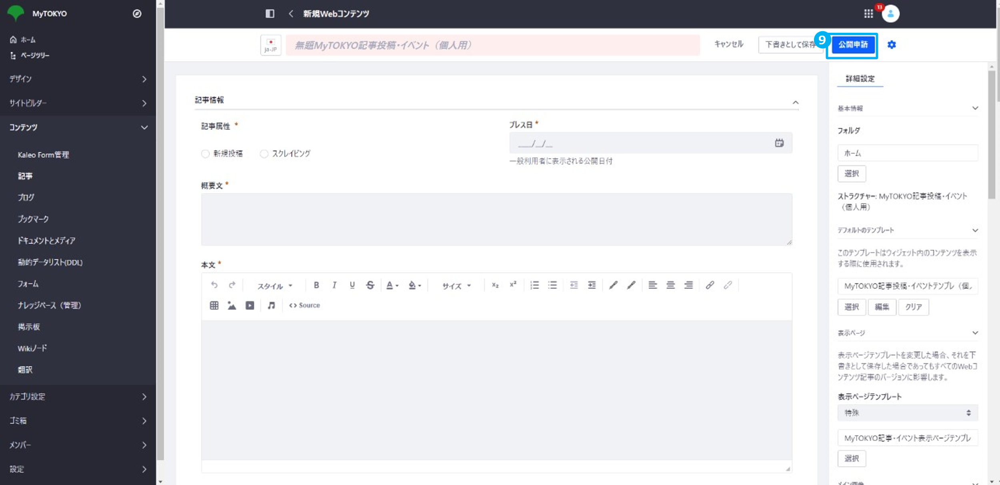 MyTOKYO
ホーム
ページツリー
デザイン
サイトビルダー
コンテンツ
Kaleo Form管理
記事
ブログ
ブックマーク
ドキュメントとメディア
動的データリスト(DDL)
フォーム
ナレッジベース（管理）
掲示板
Wikiノード
翻訳
カテゴリ設定
ゴミ箱
メンバー
設定
新規Webコンテンツ
13
ja-JP
無題MyTOKYO記事投稿・イベント（個人用）
キャンセル
下書きとして保存
9
公開申請
記事情報
記事属性 *
新規投稿
スクレイピング
プレス日 *
____/__/__
一般利用者に表示される公開日付
概要文 *
本文 *
スタイル
B I U S A
サイズ
x₂ x²
<> Source
詳細設定
基本情報
フォルダ
ホーム
選択
ストラクチャー: MyTOKYO記事投稿・イベント
（個人用）
デフォルトのテンプレート
このテンプレートはウィジェット内のコンテンツを表示
する際に使用されます。
MyTOKYO記事投稿・イベントテンプレ（個
選択
編集
クリア
表示ページ
表示ページテンプレートを変更した場合、それを下
書きとして保存した場合であってもすべてのWebコ
ンテンツ記事のバージョンに影響します。
表示ページテンプレート
特殊
MyTOKYO記事・イベント表示ページテンプレ
選択